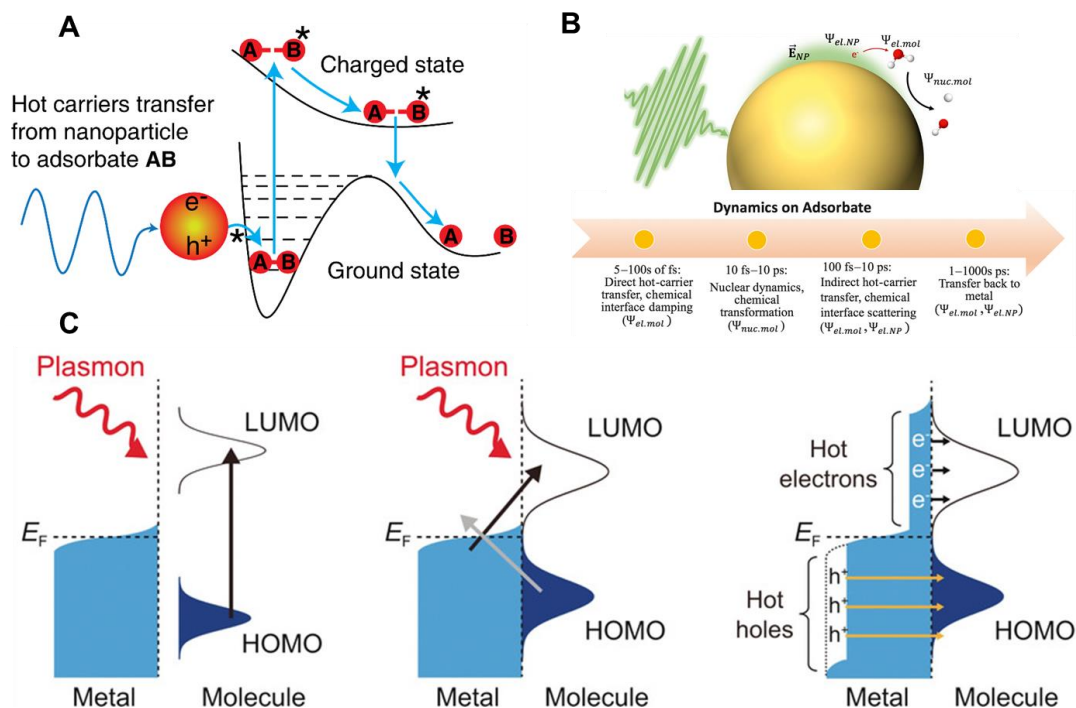 A
A
B
*
Charged state
A
B
*
Hot carriers transfer
from nanoparticle
to adsorbate AB
e-
h+
*
A
B
Ground state
A
B
B
E⃗NP
Ψel.NP
e-
Ψel.mol
Ψnuc.mol
Dynamics on Adsorbate
5–100s of fs:
Direct hot-carrier
transfer, chemical
interface damping
(Ψel.mol)
10 fs–10 ps:
Nuclear dynamics,
chemical
transformation
(Ψnuc.mol)
100 fs–10 ps:
Indirect hot-carrier
transfer, chemical
interface scattering
(Ψel.mol,Ψel.NP)
1–1000s ps:
Transfer back to
metal
(Ψel.mol,Ψel.NP)
C
Plasmon
LUMO
EF
HOMO
Metal
Molecule
Plasmon
LUMO
EF
HOMO
Metal
Molecule
Hot
electrons
e-
e-
e-
LUMO
EF
Hot
holes
h+
h+
h+
HOMO
Metal
Molecule